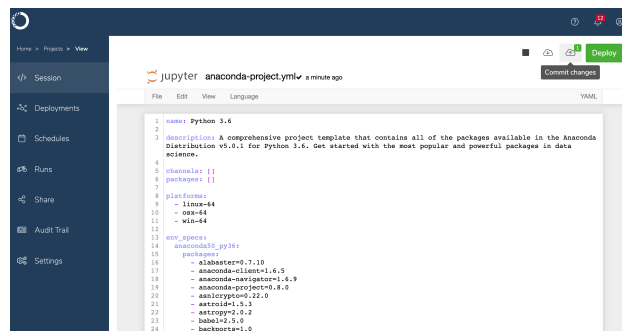 12
Home > Projects > View
1
Deploy
Commit changes
jupyter anaconda-project.yml✔ a minute ago
</> Session
Deployments
Schedules
Runs
Share
Audit Trail
Settings
File Edit View Language YAML
1 name: Python 3.6
2
3 description: A comprehensive project template that contains all of the packages available in the Anaconda
Distribution v5.0.1 for Python 3.6. Get started with the most popular and powerful packages in data
science.
4
5 channels: []
6 packages: []
7
8 platforms:
9 - linux-64
10 - osx-64
11 - win-64
12
13 env_specs:
14 anaconda50_py36:
15 packages:
16 - alabaster=0.7.10
17 - anaconda-client=1.6.5
18 - anaconda-navigator=1.6.9
19 - anaconda-project=0.8.0
20 - asn1crypto=0.22.0
21 - astroid=1.5.3
22 - astropy=2.0.2
23 - babel=2.5.0
24 - backports=1.0